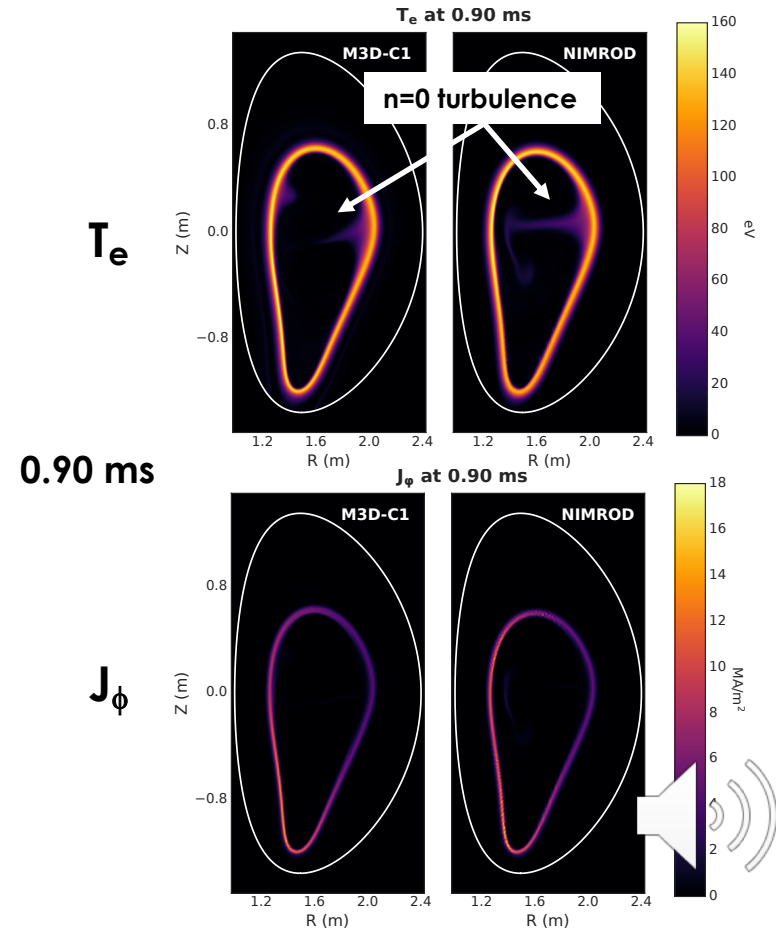 Te at 0.90 ms
M3D-C1
NIMROD
n=0 turbulence
160
140
120
100
80
60
40
20
0
eV
0.8
0.0
−0.8
Z (m)
Te
1.2 1.6 2.0 2.4
R (m)
1.2 1.6 2.0 2.4
R (m)
0.90 ms
Jφ at 0.90 ms
M3D-C1
NIMROD
18
16
14
12
10
8
6
4
2
0
MA/m²
0.8
0.0
−0.8
Z (m)
Jϕ
1.2 1.6 2.0 2.4
R (m)
1.2 1.6 2.0 2.4
R (m)